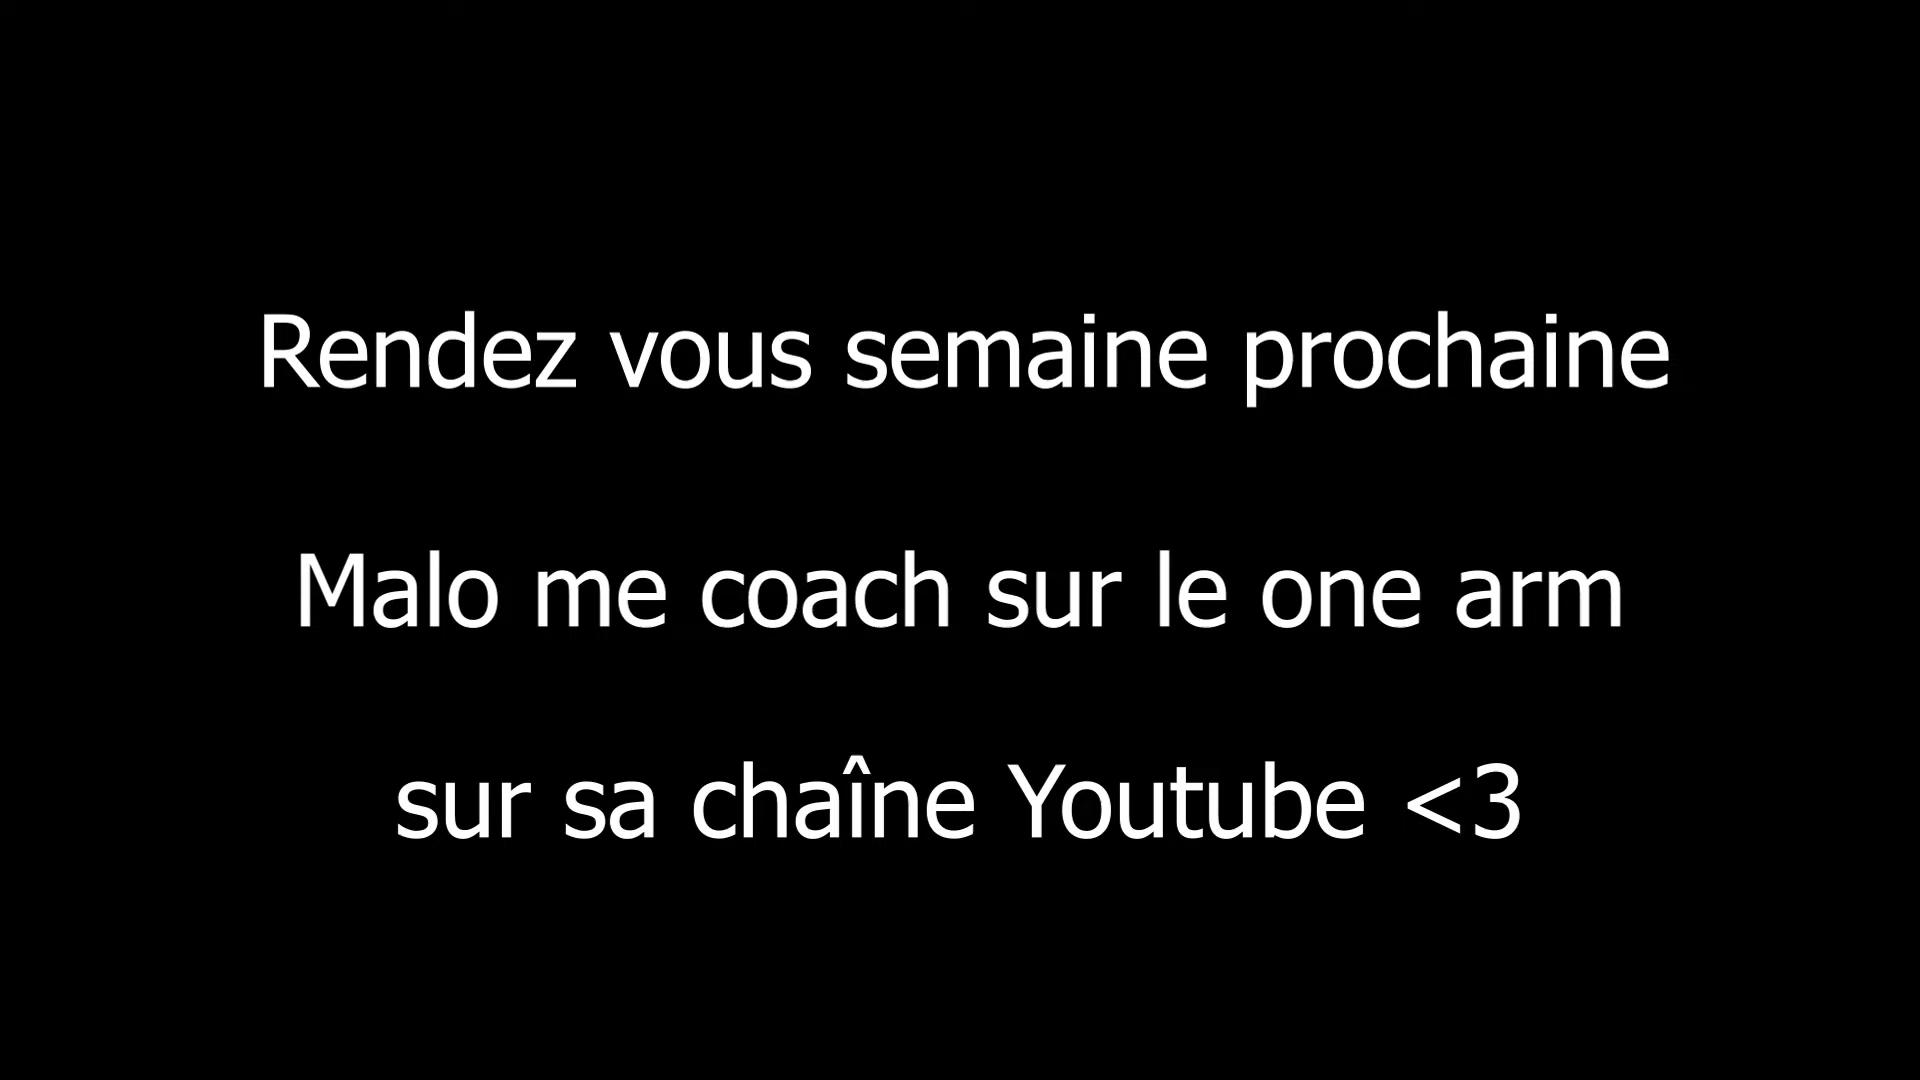 Rendez vous semaine prochaine
Malo me coach sur le one arm
sur sa chaîne Youtube <3